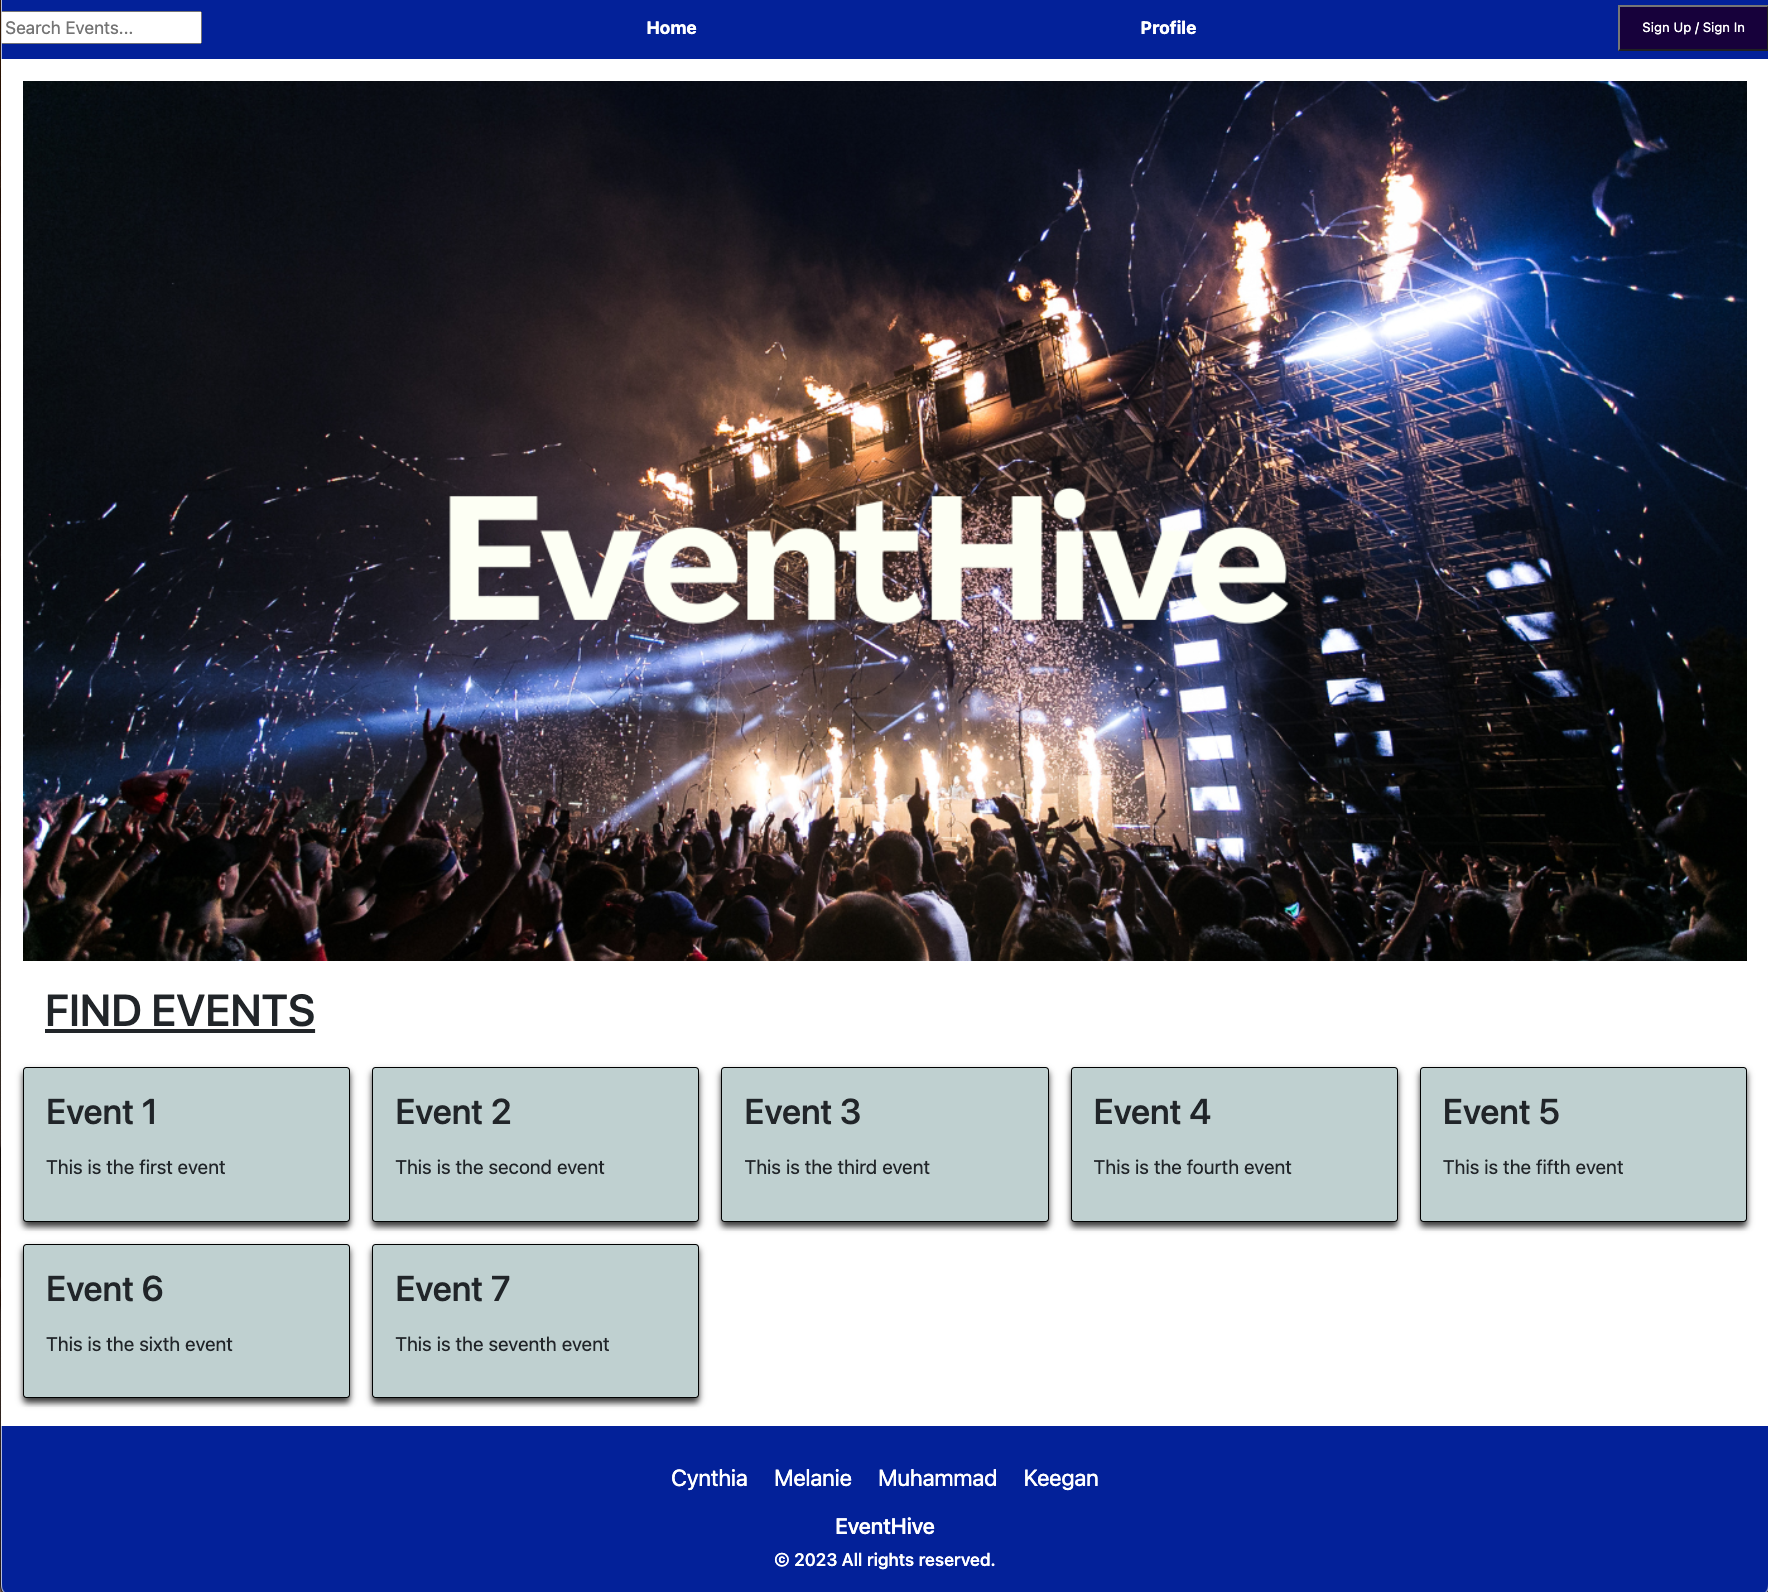 Search Events... Home Profile Sign Up / Sign In
EventHive
FIND EVENTS
Event 1 Event 2 Event 3 Event 4 Event 5
This is the first event This is the second event This is the third event This is the fourth event This is the fifth event
Event 6 Event 7
This is the sixth event This is the seventh event
Cynthia Melanie Muhammad Keegan
EventHive
© 2023 All rights reserved.